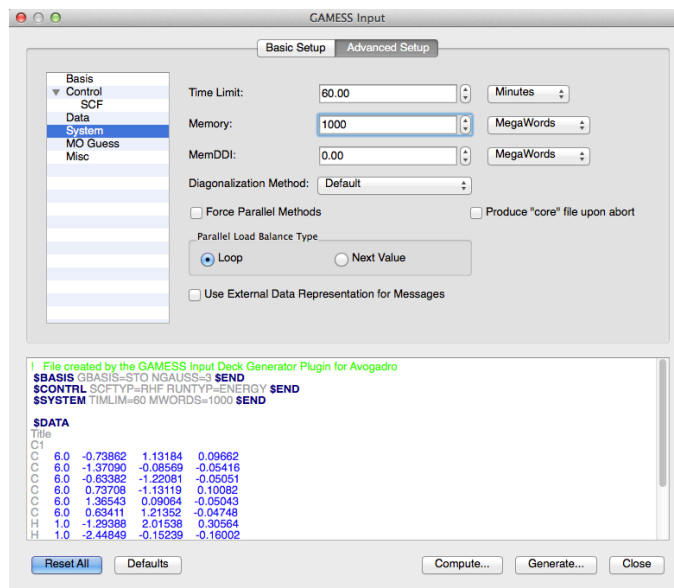 GAMESS Input
Basic Setup Advanced Setup
Basis
Control
SCF
Data
System
MO Guess
Misc
Time Limit: 60.00 Minutes
Memory: 1000 MegaWords
MemDDI: 0.00 MegaWords
Diagonalization Method: Default
Force Parallel Methods Produce "core" file upon abort
Parallel Load Balance Type
Loop Next Value
Use External Data Representation for Messages
! File created by the GAMESS Input Deck Generator Plugin for Avogadro
$BASIS GBASIS=STO NGAUSS=3 $END
$CONTRL SCFTYP=RHF RUNTYP=ENERGY $END
$SYSTEM TIMLIM=60 MWORDS=1000 $END
$DATA
Title
C1
C 6.0 -0.73862 1.13184 0.09662
C 6.0 -1.37090 -0.08569 -0.05416
C 6.0 -0.63382 -1.22081 -0.05051
C 6.0 0.73708 -1.13119 0.10082
C 6.0 1.36543 0.09064 -0.05043
C 6.0 0.63411 1.21352 -0.04748
H 1.0 -1.29388 2.01538 0.30564
H 1.0 -2.44849 -0.15239 -0.16002
Reset All Defaults Compute... Generate... Close